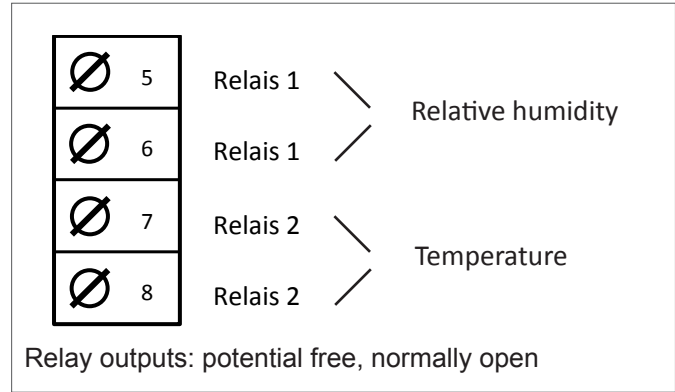 5 Relais 1
Relative humidity
6 Relais 1
7 Relais 2
Temperature
8 Relais 2
Relay outputs: potential free, normally open